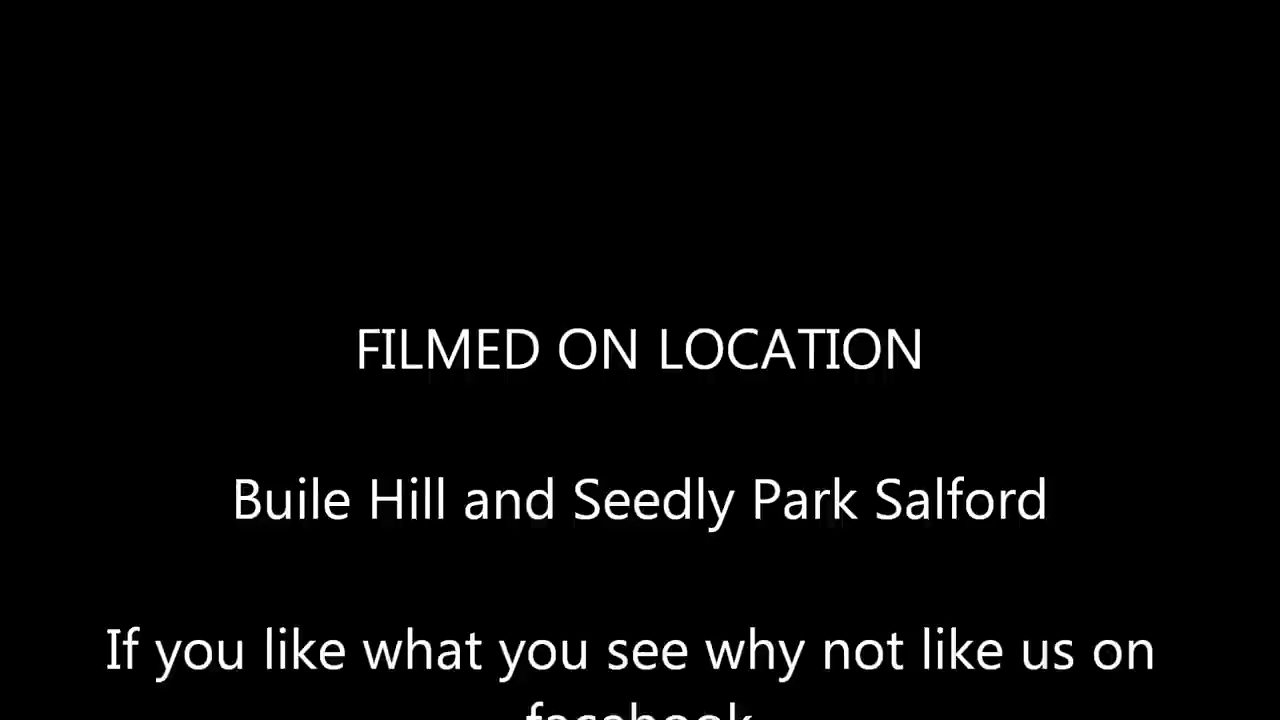 FILMED ON LOCATION
Buile Hill and Seedly Park Salford
If you like what you see why not like us on
facebook